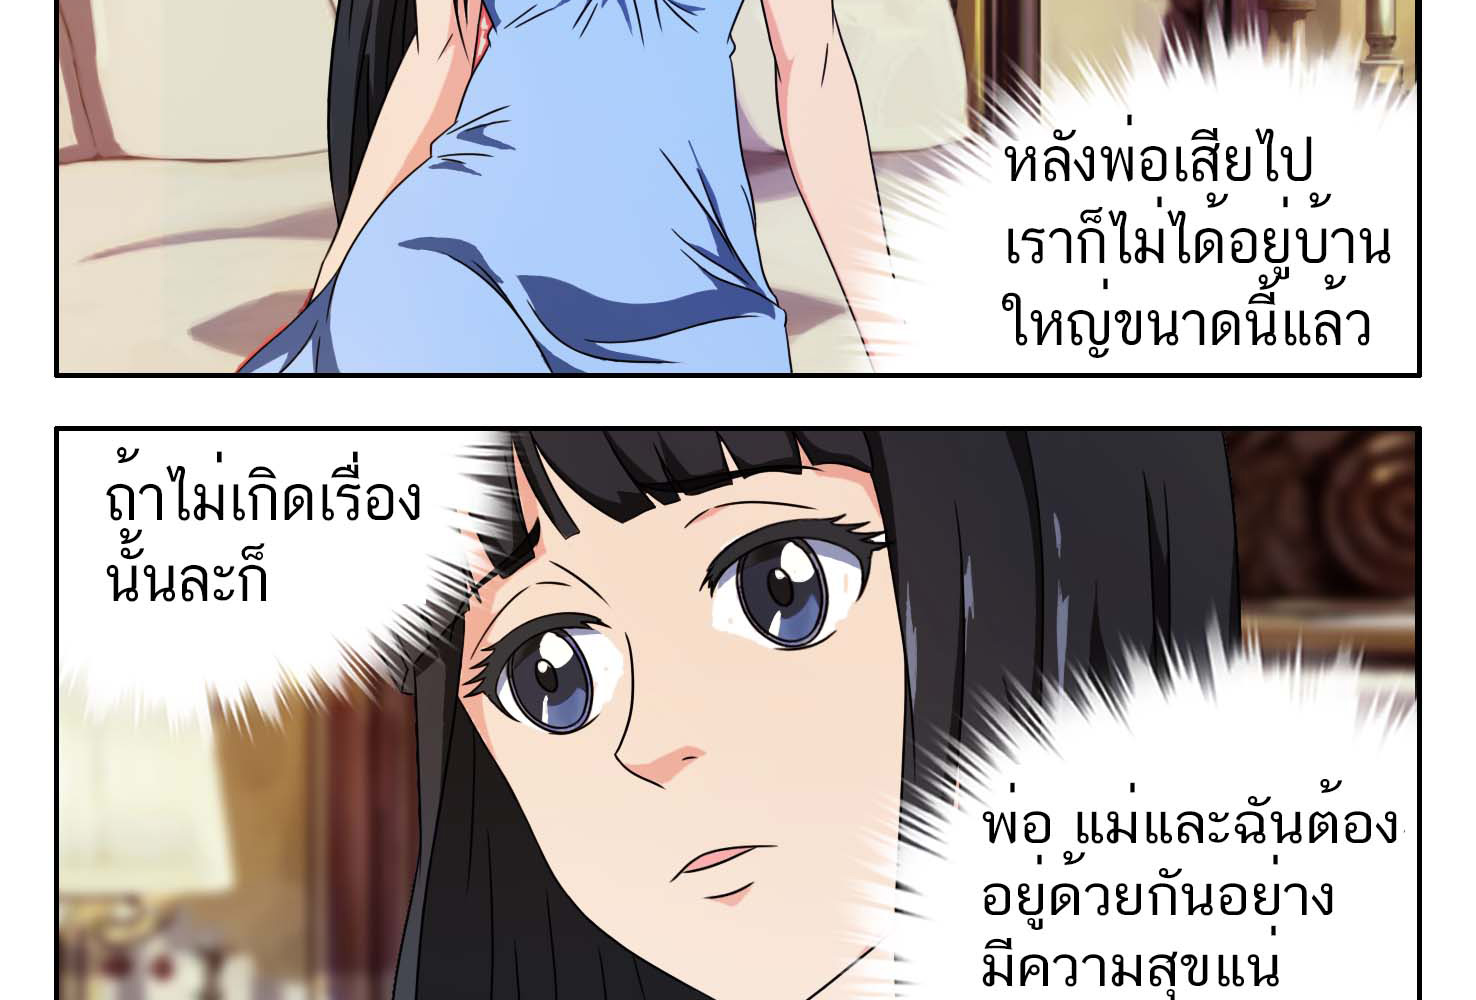 หลังพ่อเสียไป
เราก็ไม่ได้อยู่บ้าน
ใหญ่ขนาดนี้แล้ว
ถ้าไม่เกิดเรื่อง
นั้นละก็
พ่อ แม่และฉันต้อง
อยู่ด้วยกันอย่าง
มีความสุขแน่